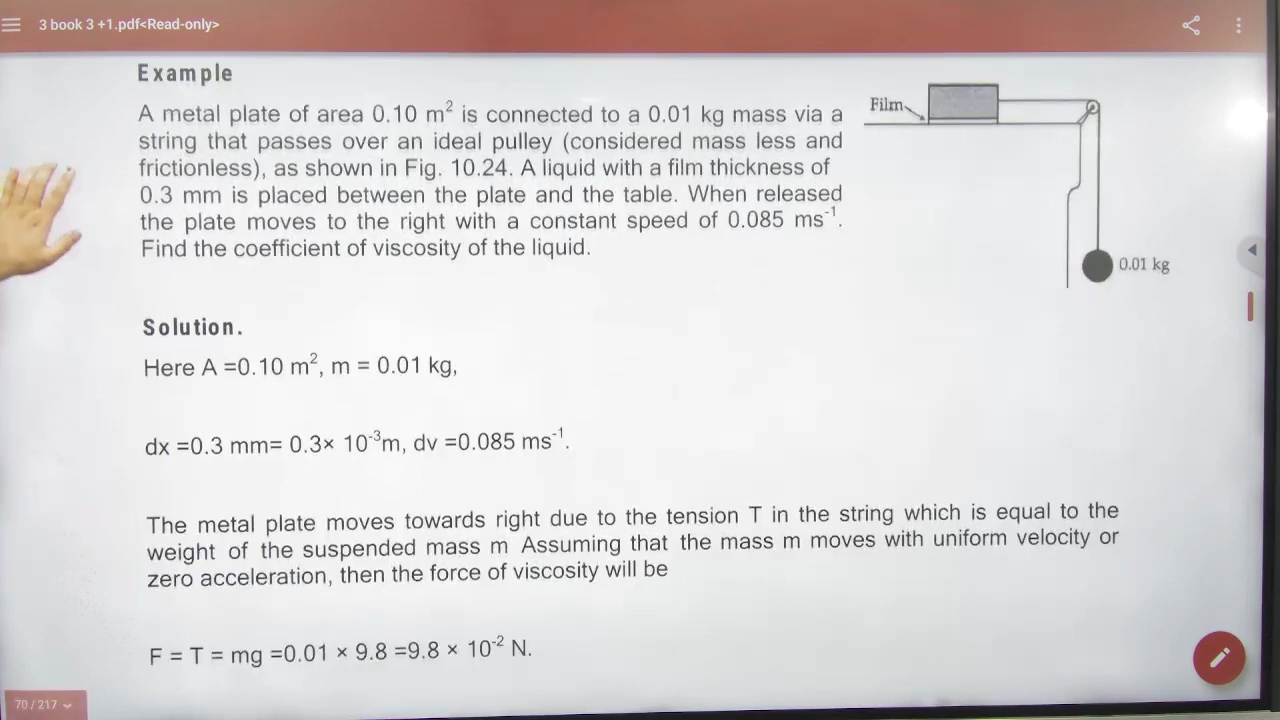 3 book 3 +1.pdf<Read-only>
Example
A metal plate of area 0.10 m² is connected to a 0.01 kg mass via a
string that passes over an ideal pulley (considered mass less and
frictionless), as shown in Fig. 10.24. A liquid with a film thickness of
0.3 mm is placed between the plate and the table. When released
the plate moves to the right with a constant speed of 0.085 ms⁻¹.
Find the coefficient of viscosity of the liquid.
Film
0.01 kg
Solution.
Here A =0.10 m², m = 0.01 kg,
dx =0.3 mm= 0.3× 10⁻³m, dv =0.085 ms⁻¹.
The metal plate moves towards right due to the tension T in the string which is equal to the
weight of the suspended mass m Assuming that the mass m moves with uniform velocity or
zero acceleration, then the force of viscosity will be
F = T = mg =0.01 × 9.8 =9.8 × 10⁻² N.
70 / 217